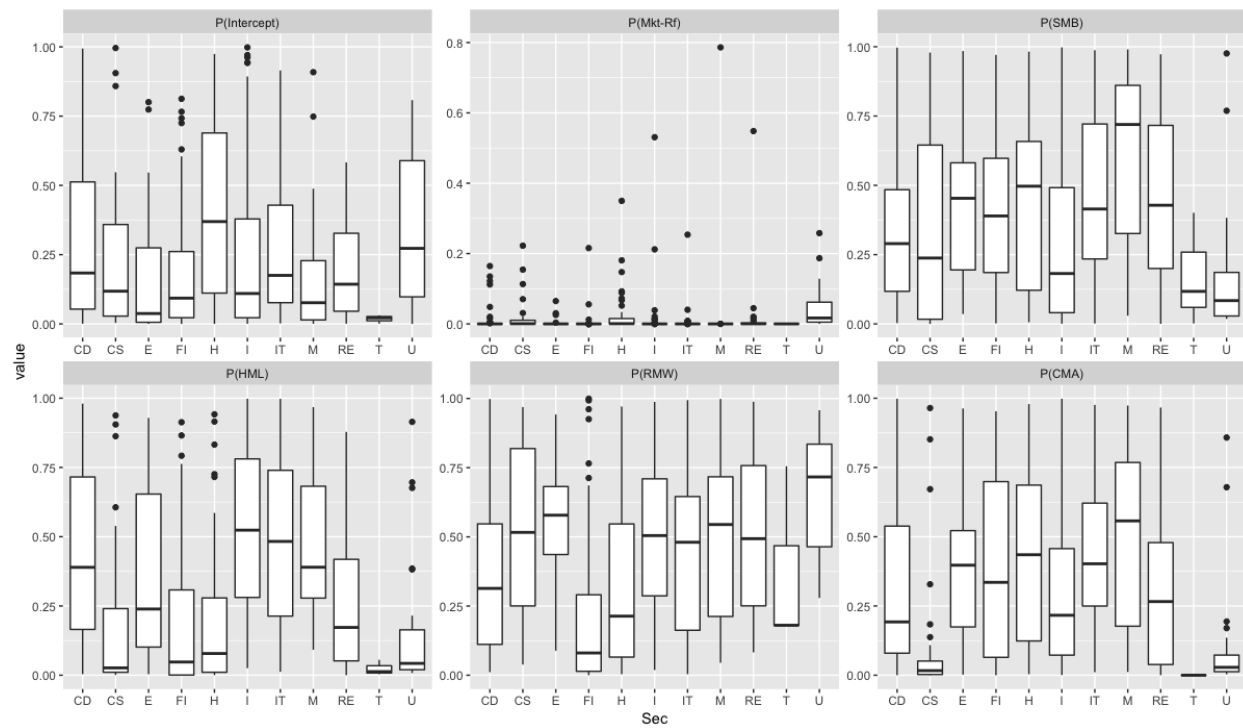 P(Intercept) P(Mkt-Rf) P(SMB)
1.00 0.8 1.00
0.75 0.6 0.75
0.50 0.4 0.50
0.25 0.2 0.25
0.00 0.0 0.00
CD CS E FI H I IT M RE T U CD CS E FI H I IT M RE T U CD CS E FI H I IT M RE T U
value
P(HML) P(RMW) P(CMA)
1.00 1.00 1.00
0.75 0.75 0.75
0.50 0.50 0.50
0.25 0.25 0.25
0.00 0.00 0.00
CD CS E FI H I IT M RE T U CD CS E FI H I IT M RE T U CD CS E FI H I IT M RE T U
Sec